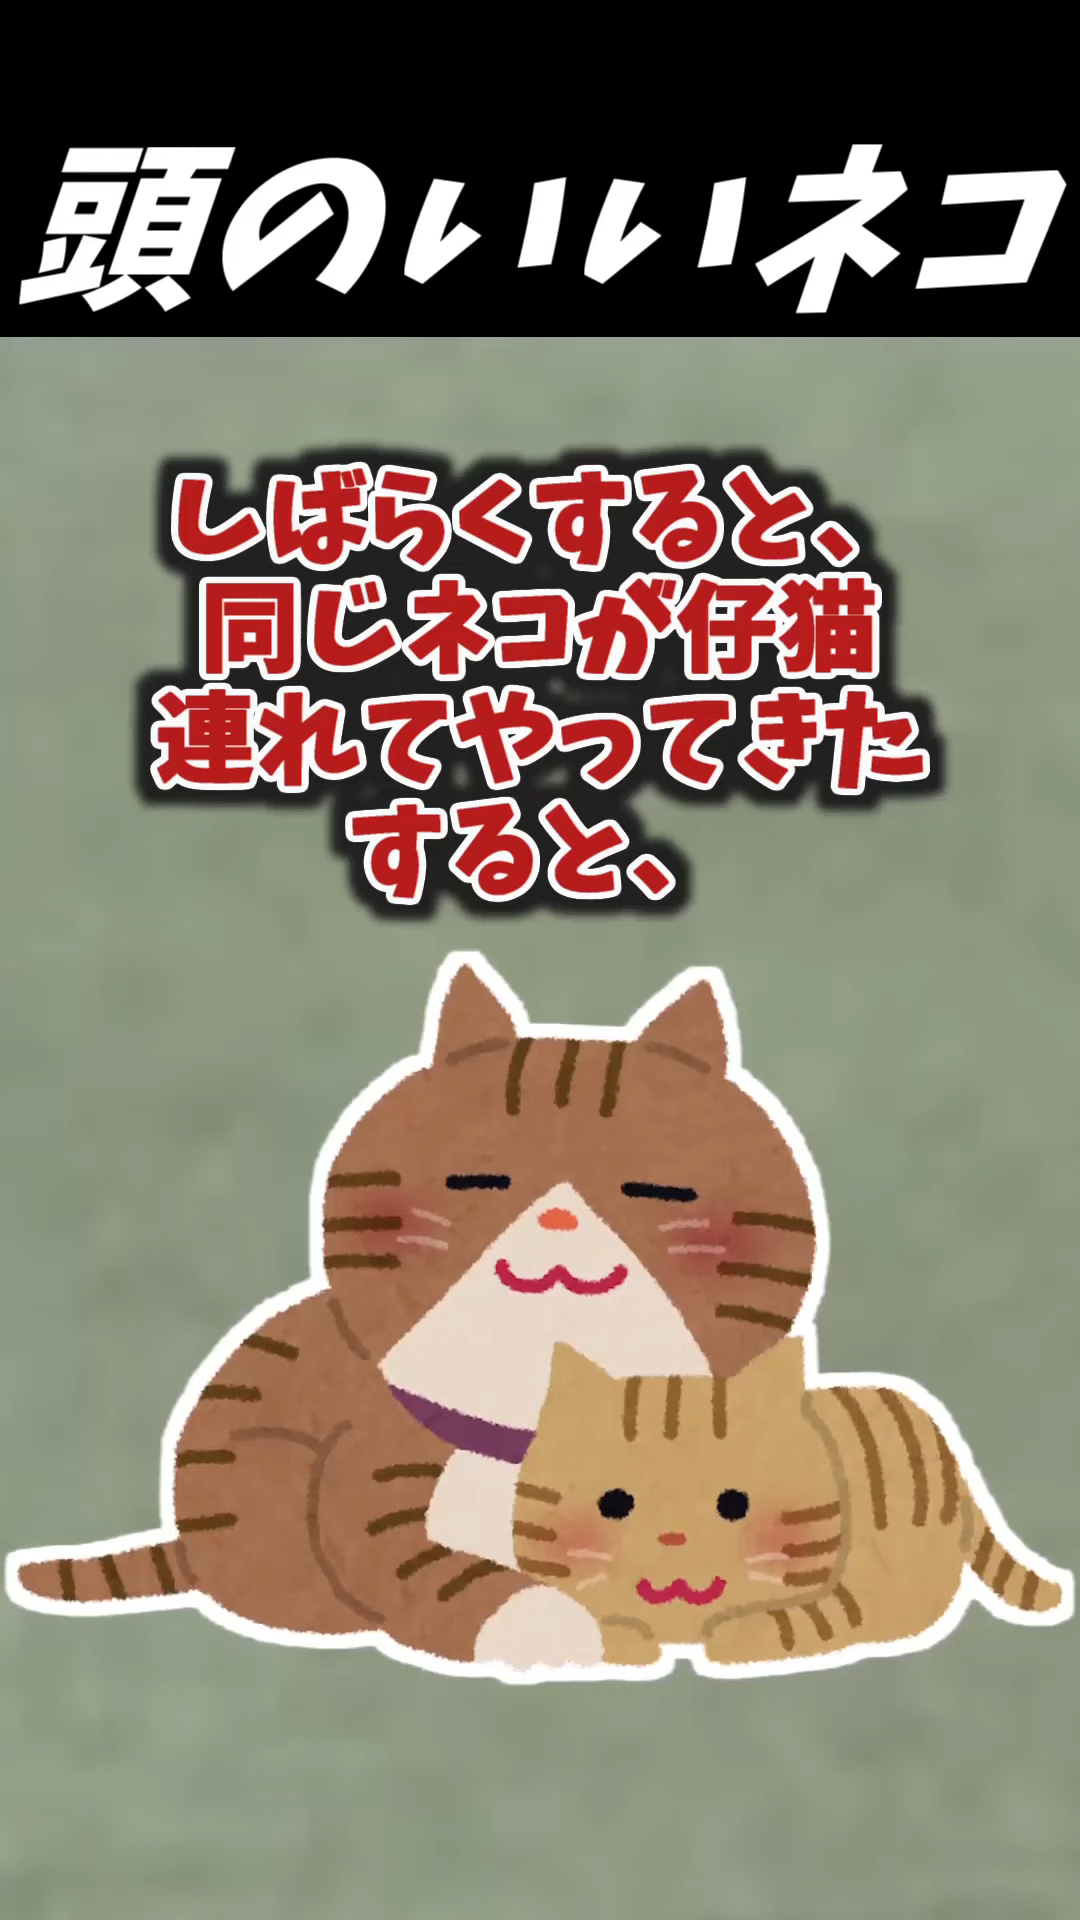 頭のいいネコ
しばらくすると、
同じネコが仔猫
連れてやってきた
すると、